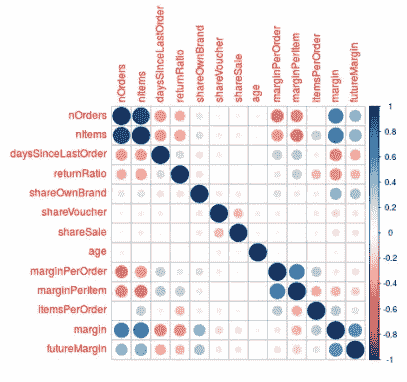 nOrders
nItems
daysSinceLastOrder
returnRatio
shareOwnBrand
shareVoucher
shareSale
age
marginPerOrder
marginPerItem
itemsPerOrder
margin
futureMargin
nOrders
nItems
daysSinceLastOrder
returnRatio
shareOwnBrand
shareVoucher
shareSale
age
marginPerOrder
marginPerItem
itemsPerOrder
margin
futureMargin
1
0.8
0.6
0.4
0.2
0
-0.2
-0.4
-0.6
-0.8
-1